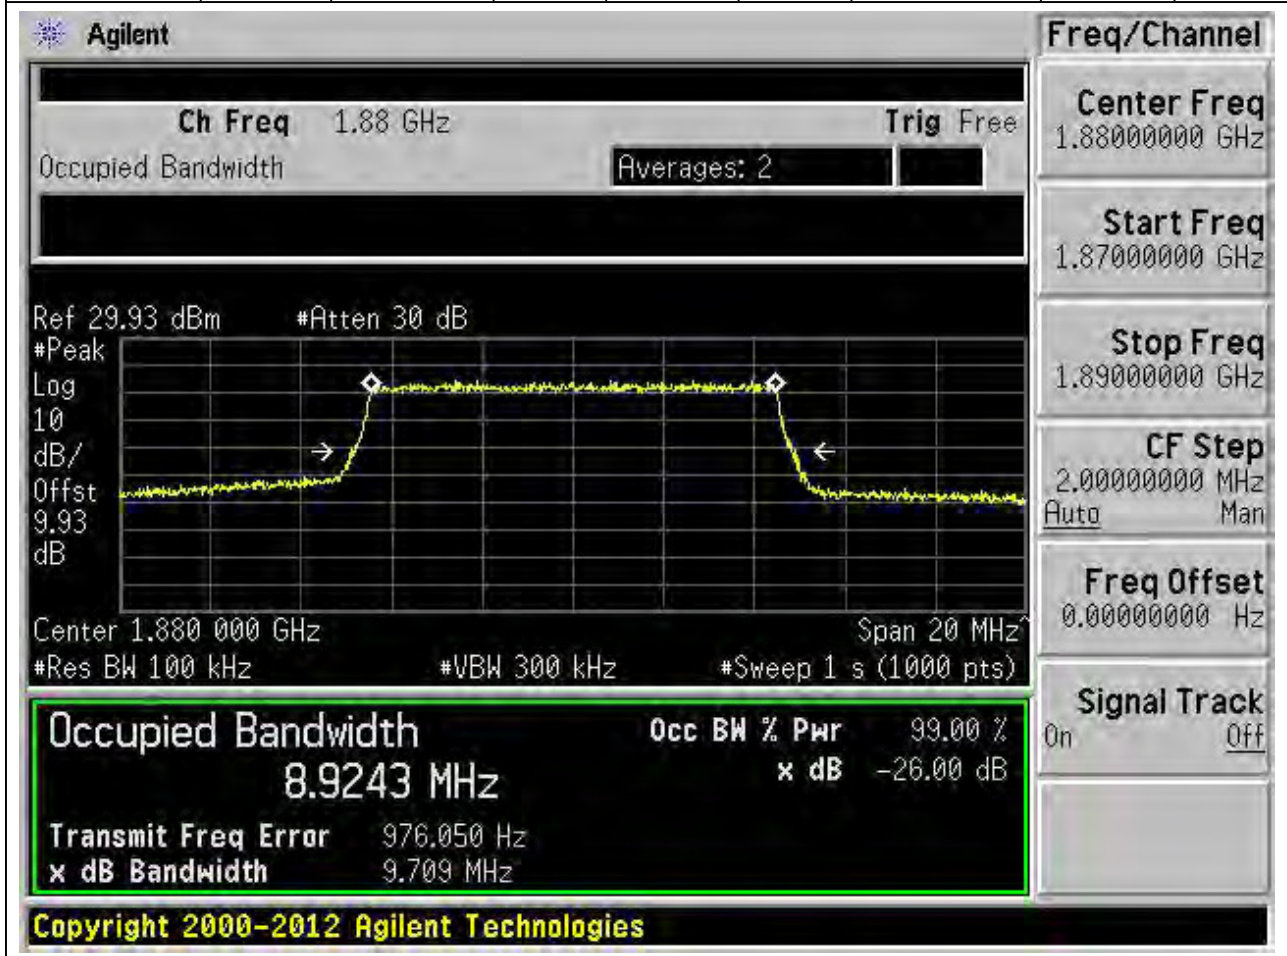 Agilent
Freq/Channel
Ch Freq 1.88 GHz Trig Free
Occupied Bandwidth Averages: 2
Center Freq
1.88000000 GHz
Start Freq
1.87000000 GHz
Stop Freq
1.89000000 GHz
CF Step
2.00000000 MHz
Auto Man
Freq Offset
0.00000000 Hz
Signal Track
On Off
Ref 29.93 dBm #Atten 30 dB
#Peak
Log
10
dB/
Offst
9.93
dB
Center 1.880 000 GHz Span 20 MHz^
#Res BW 100 kHz #VBW 300 kHz #Sweep 1 s (1000 pts)
Occupied Bandwidth Occ BW % Pwr 99.00 %
8.9243 MHz x dB -26.00 dB
Transmit Freq Error 976.050 Hz
x dB Bandwidth 9.709 MHz
Copyright 2000-2012 Agilent Technologies